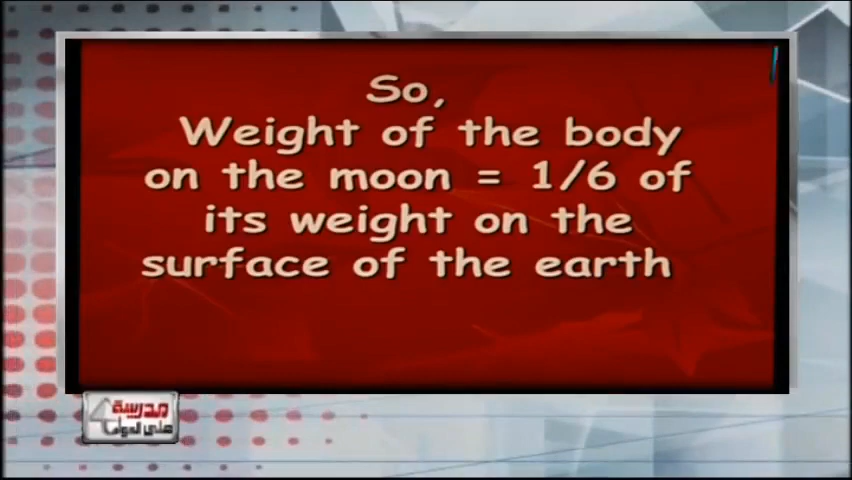 So,
Weight of the body
on the moon = 1/6 of
its weight on the
surface of the earth
مدرسة
على الهواء